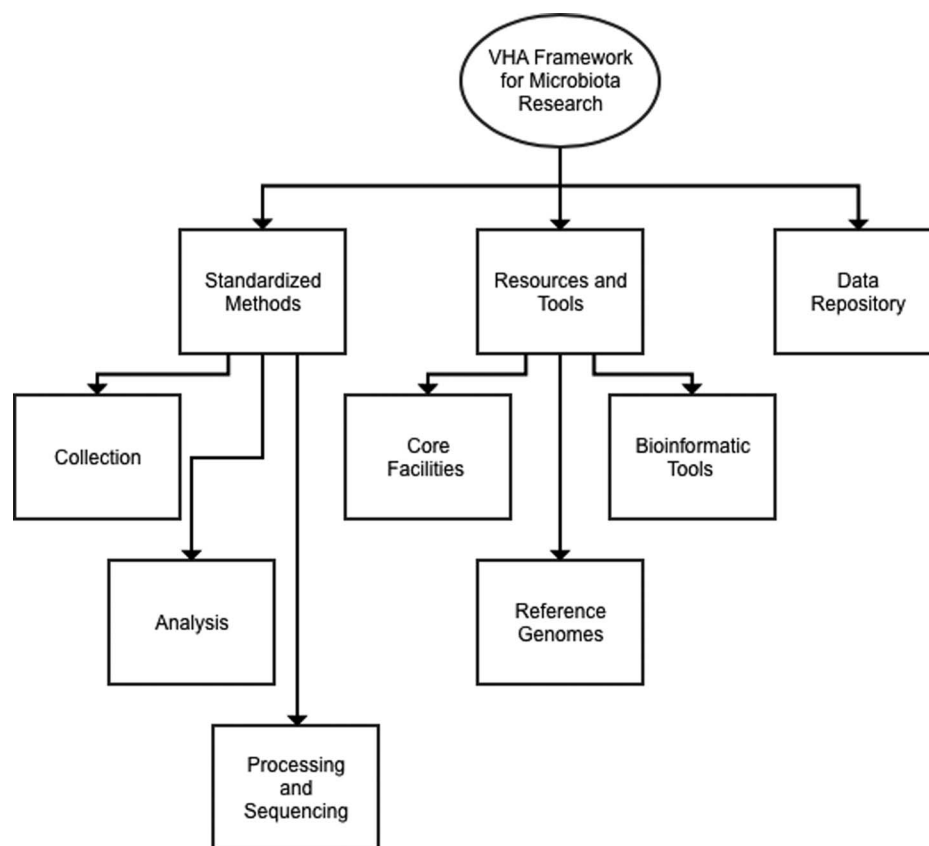 VHA Framework
for Microbiota
Research
Standardized
Methods
Resources and
Tools
Data
Repository
Collection
Core
Facilities
Bioinformatic
Tools
Analysis
Reference
Genomes
Processing
and
Sequencing